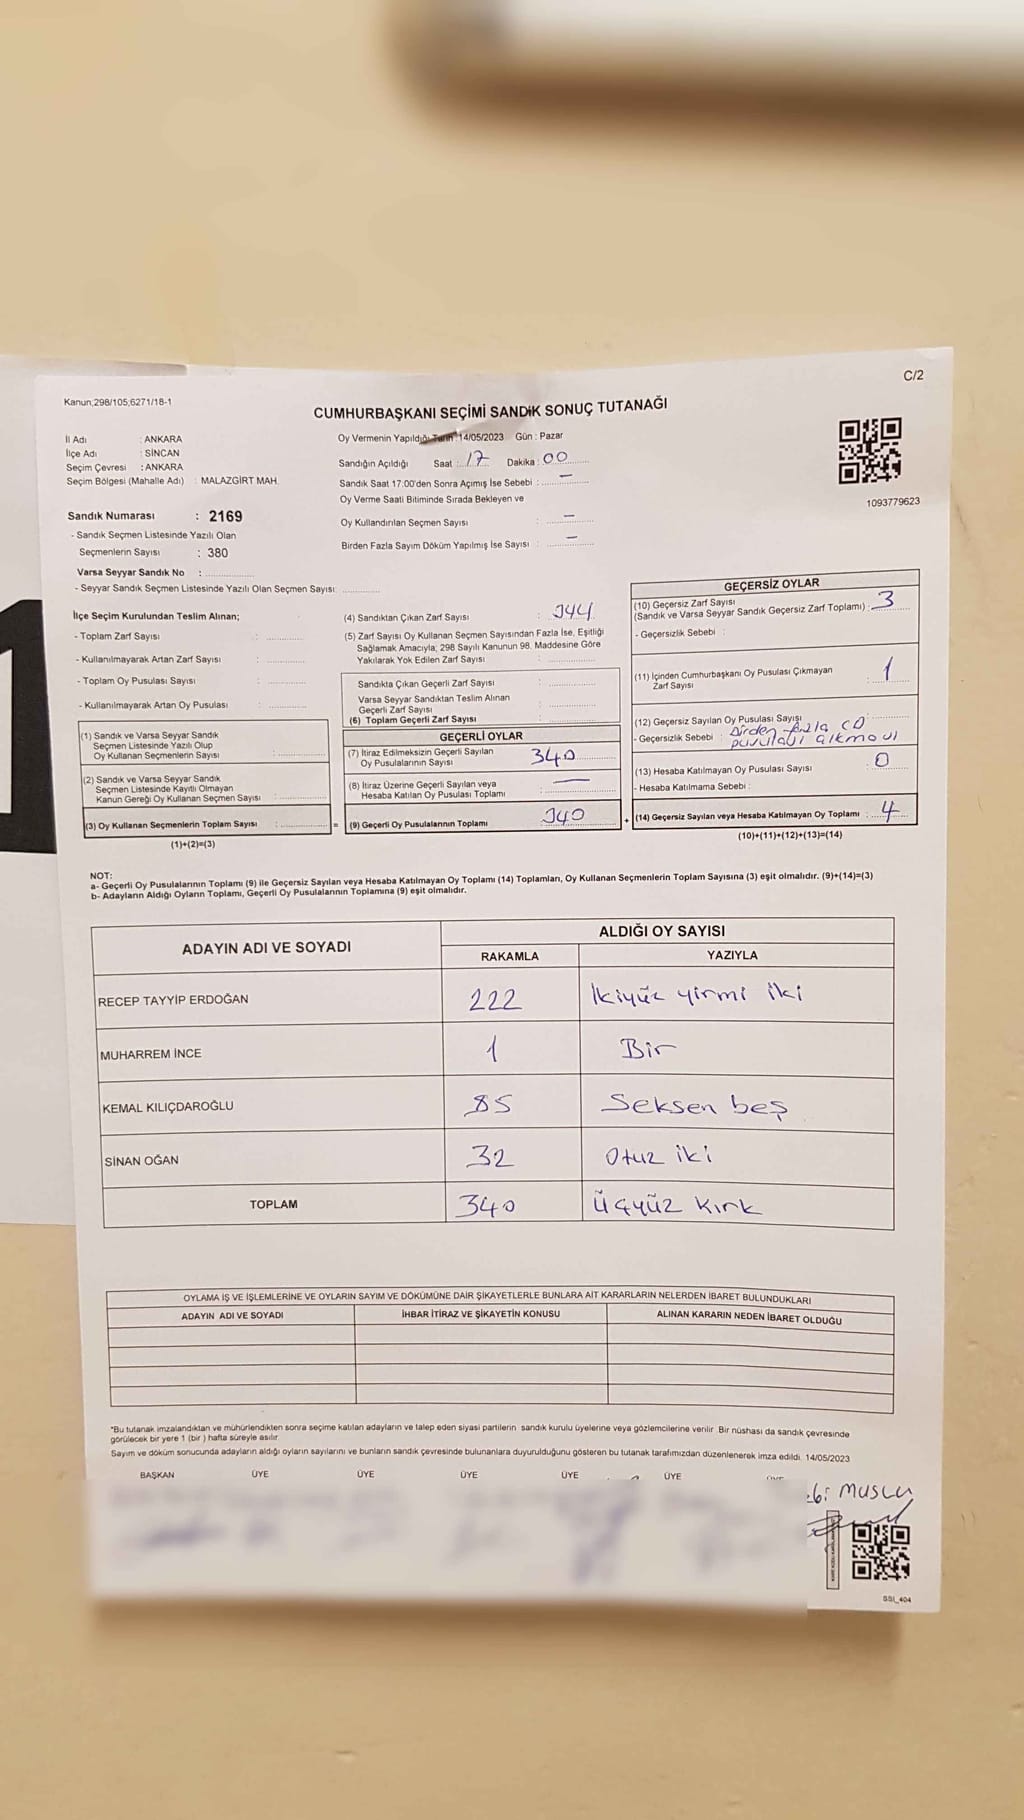 C/2
Kanun,298/105;6271/18-1
CUMHURBAŞKANI SEÇİMİ SANDIK SONUÇ TUTANAĞI
İl Adı : ANKARA
İlçe Adı : SİNCAN
Seçim Çevresi : ANKARA
Seçim Bölgesi (Mahalle Adı) : MALAZGİRT MAH.
Sandık Numarası : 2169
- Sandık Seçmen Listesinde Yazılı Olan
Seçmenlerin Sayısı : 380
Varsa Seyyar Sandık No :
- Seyyar Sandık Seçmen Listesinde Yazılı Olan Seçmen Sayısı:
Oy Vermenin Yapıldığı Tarih 14/05/2023 Gün : Pazar
Sandığın Açıldığı Saat : 17 Dakika : 00
Sandık Saat 17:00'den Sonra Açımış İse Sebebi : —
Oy Verme Saati Bitiminde Sırada Bekleyen ve
Oy Kullandırılan Seçmen Sayısı : —
Birden Fazla Sayım Döküm Yapılmış İse Sayısı : —
1093779623
İlçe Seçim Kurulundan Teslim Alınan;
- Toplam Zarf Sayısı :
- Kullanılmayarak Artan Zarf Sayısı :
- Toplam Oy Pusulası Sayısı :
- Kullanılmayarak Artan Oy Pusulası :
(1) Sandık ve Varsa Seyyar Sandık
Seçmen Listesinde Yazılı Olup
Oy Kullanan Seçmenlerin Sayısı :
(2) Sandık ve Varsa Seyyar Sandık
Seçmen Listesinde Kayıtlı Olmayan
Kanun Gereği Oy Kullanan Seçmen Sayısı :
(3) Oy Kullanan Seçmenlerin Toplam Sayısı : =
(1)+(2)=(3)
(4) Sandıktan Çıkan Zarf Sayısı : 344
(5) Zarf Sayısı Oy Kullanan Seçmen Sayısından Fazla İse, Eşitliği
Sağlamak Amacıyla; 298 Sayılı Kanunun 98. Maddesine Göre
Yakılarak Yok Edilen Zarf Sayısı :
Sandıkta Çıkan Geçerli Zarf Sayısı :
Varsa Seyyar Sandıktan Teslim Alınan
Geçerli Zarf Sayısı :
(6) Toplam Geçerli Zarf Sayısı :
GEÇERLİ OYLAR
(7) İtiraz Edilmeksizin Geçerli Sayılan
Oy Pusulalarının Sayısı : 340
(8) İtiraz Üzerine Geçerli Sayılan veya
Hesaba Katılan Oy Pusulası Toplamı : —
(9) Geçerli Oy Pusulalarının Toplamı : 340 +
GEÇERSİZ OYLAR
(10) Geçersiz Zarf Sayısı
(Sandık ve Varsa Seyyar Sandık Geçersiz Zarf Toplamı) : 3
- Geçersizlik Sebebi :
(11) İçinden Cumhurbaşkanı Oy Pusulası Çıkmayan
Zarf Sayısı 1
(12) Geçersiz Sayılan Oy Pusulası Sayısı :
- Geçersizlik Sebebi : Birden fazla CD
pusulayı
(13) Hesaba Katılmayan Oy Pusulası Sayısı : 0
- Hesaba Katılmama Sebebi :
(14) Geçersiz Sayılan veya Hesaba Katılmayan Oy Toplamı : 4
(10)+(11)+(12)+(13)=(14)
NOT:
a- Geçerli Oy Pusulalarının Toplamı (9) ile Geçersiz Sayılan veya Hesaba Katılmayan Oy Toplamı (14) Toplamları, Oy Kullanan Seçmenlerin Toplam Sayısına (3) eşit olmalıdır. (9)+(14)=(3)
b- Adayların Aldığı Oyların Toplamı, Geçerli Oy Pusulalarının Toplamına (9) eşit olmalıdır.
ADAYIN ADI VE SOYADI ALDIĞI OY SAYISI
RAKAMLA YAZIYLA
RECEP TAYYİP ERDOĞAN 222 İkiyüz yirmi iki
MUHARREM İNCE 1 Bir
KEMAL KILIÇDAROĞLU 85 Seksen beş
SİNAN OĞAN 32 Otuz iki
TOPLAM 340 Üçyüz kırk
OYLAMA İŞ VE İŞLEMLERİNE VE OYLARIN SAYIM VE DÖKÜMÜNE DAİR ŞİKAYETLERLE BUNLARA AİT KARARLARIN NELERDEN İBARET BULUNDUKLARI
ADAYIN ADI VE SOYADI İHBAR İTİRAZ VE ŞİKAYETİN KONUSU ALINAN KARARIN NEDEN İBARET OLDUĞU
*Bu tutanak imzalandıktan ve mühürlendikten sonra seçime katılan adayların ve talep eden siyasi partilerin sandık kurulu üyelerine veya gözlemcilerine verilir. Bir nüshası da sandık çevresinde
görülecek bir yere 1 (bir ) hafta süreyle asılır.
Sayım ve döküm sonucunda adayların aldığı oyların sayılarını ve bunların sandık çevresinde bulunanlara duyurulduğunu gösteren bu tutanak tarafımızdan düzenlenerek imza edildi. 14/05/2023
BAŞKAN ÜYE ÜYE ÜYE ÜYE ÜYE
MUSLU
SSI_404